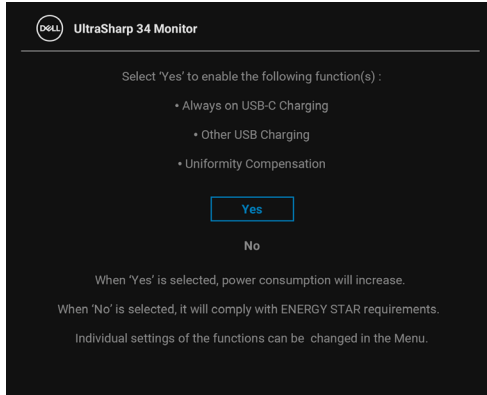 DELL UltraSharp 34 Monitor
Select ‘Yes’ to enable the following function(s) :
• Always on USB-C Charging
• Other USB Charging
• Uniformity Compensation
Yes
No
When ‘Yes’ is selected, power consumption will increase.
When ‘No’ is selected, it will comply with ENERGY STAR requirements.
Individual settings of the functions can be changed in the Menu.